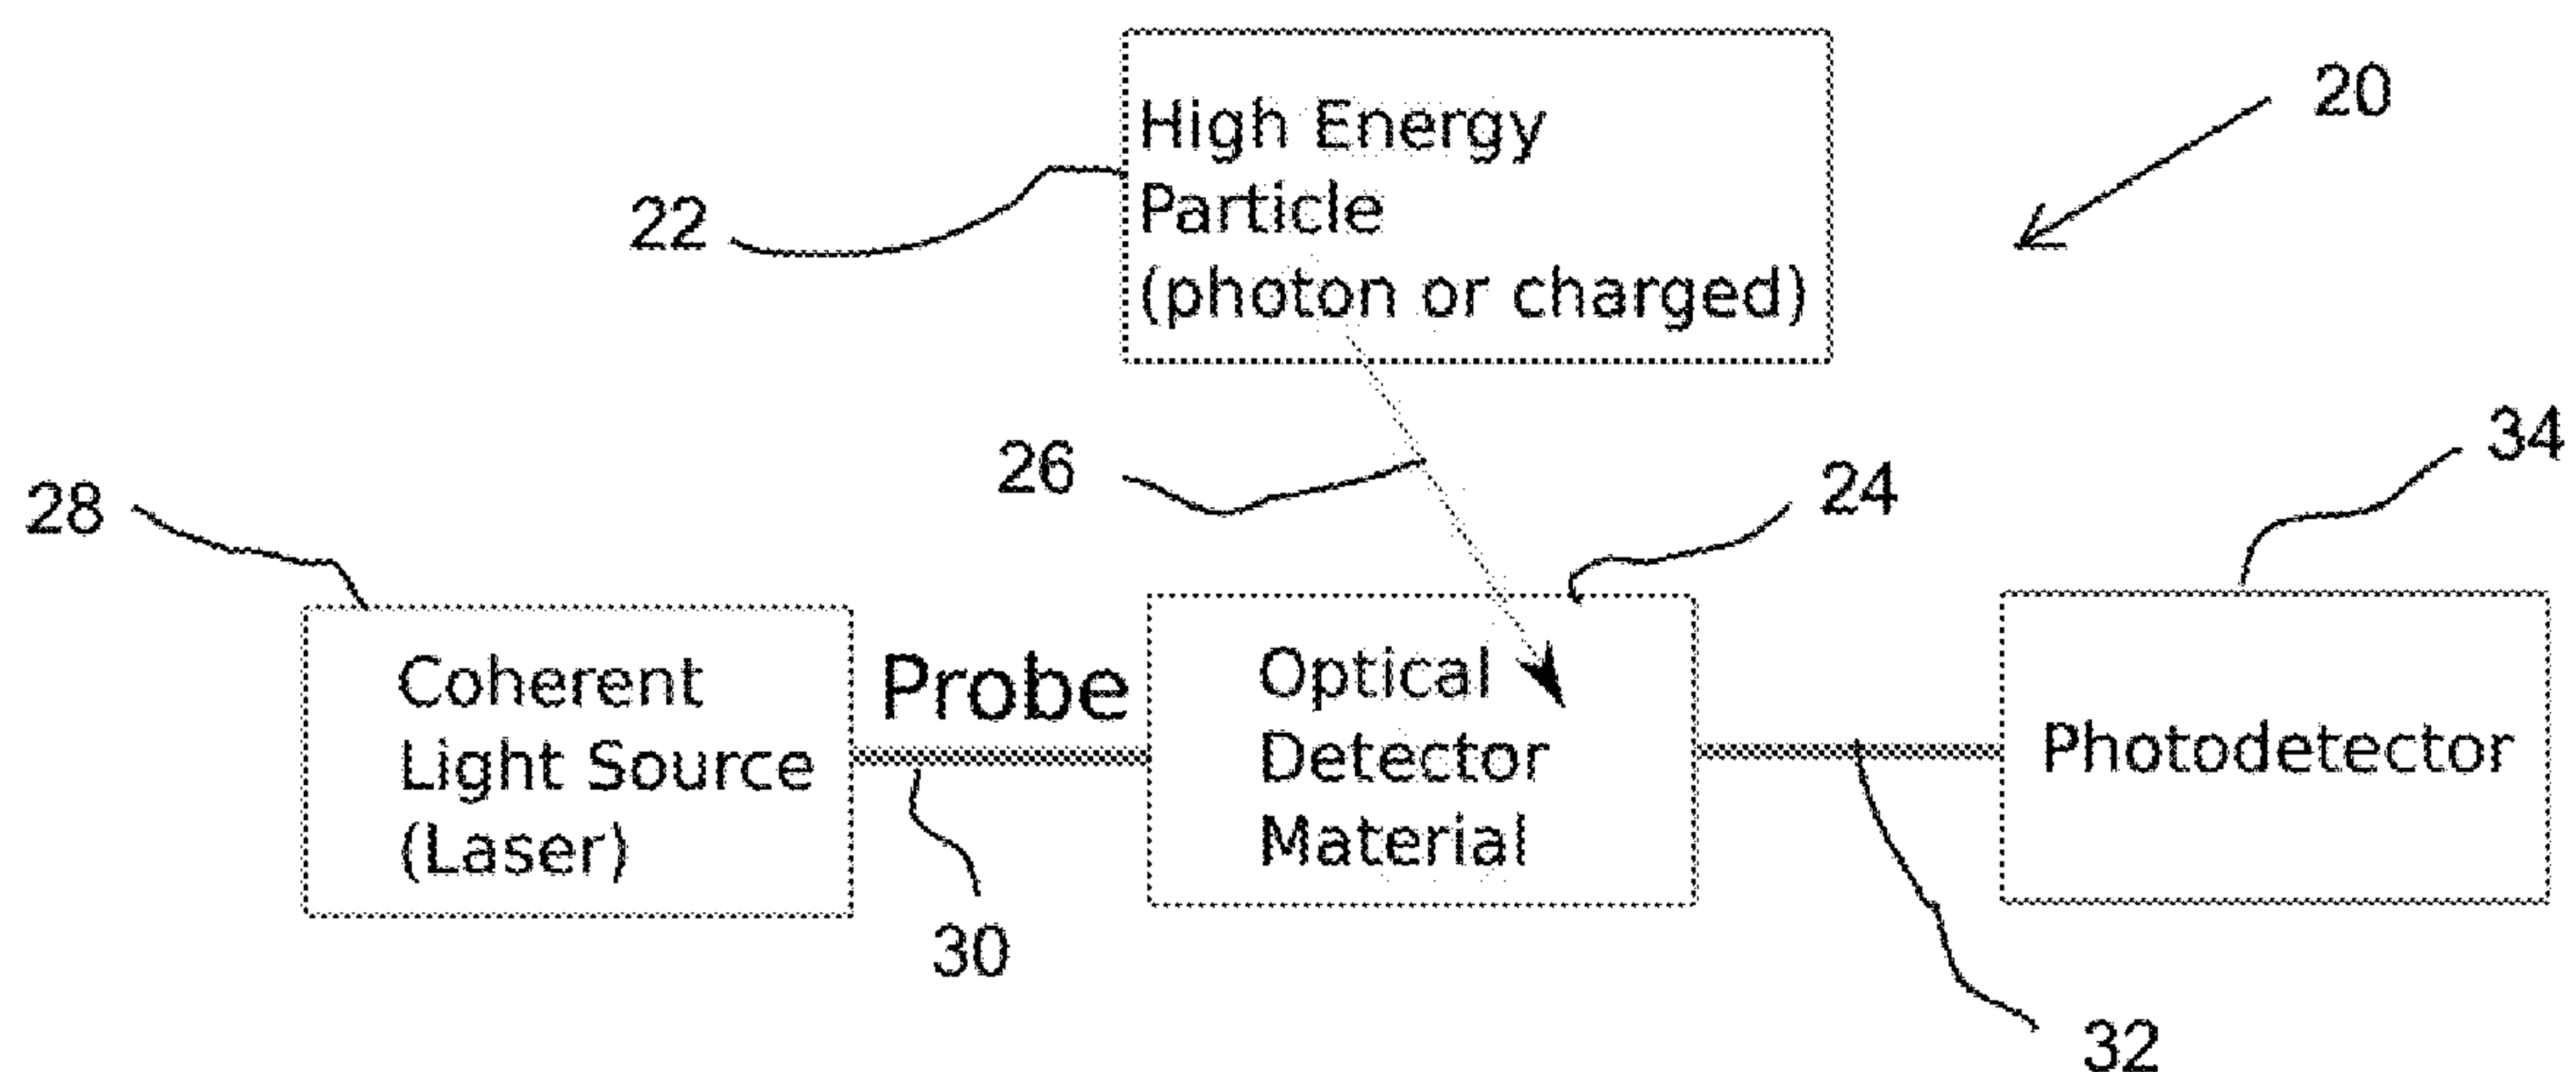 20
High Energy
Particle
(photon or charged)
22
26
24
34
28
Coherent
Light Source
(Laser)
Probe
Optical
Detector
Material
Photodetector
30
32